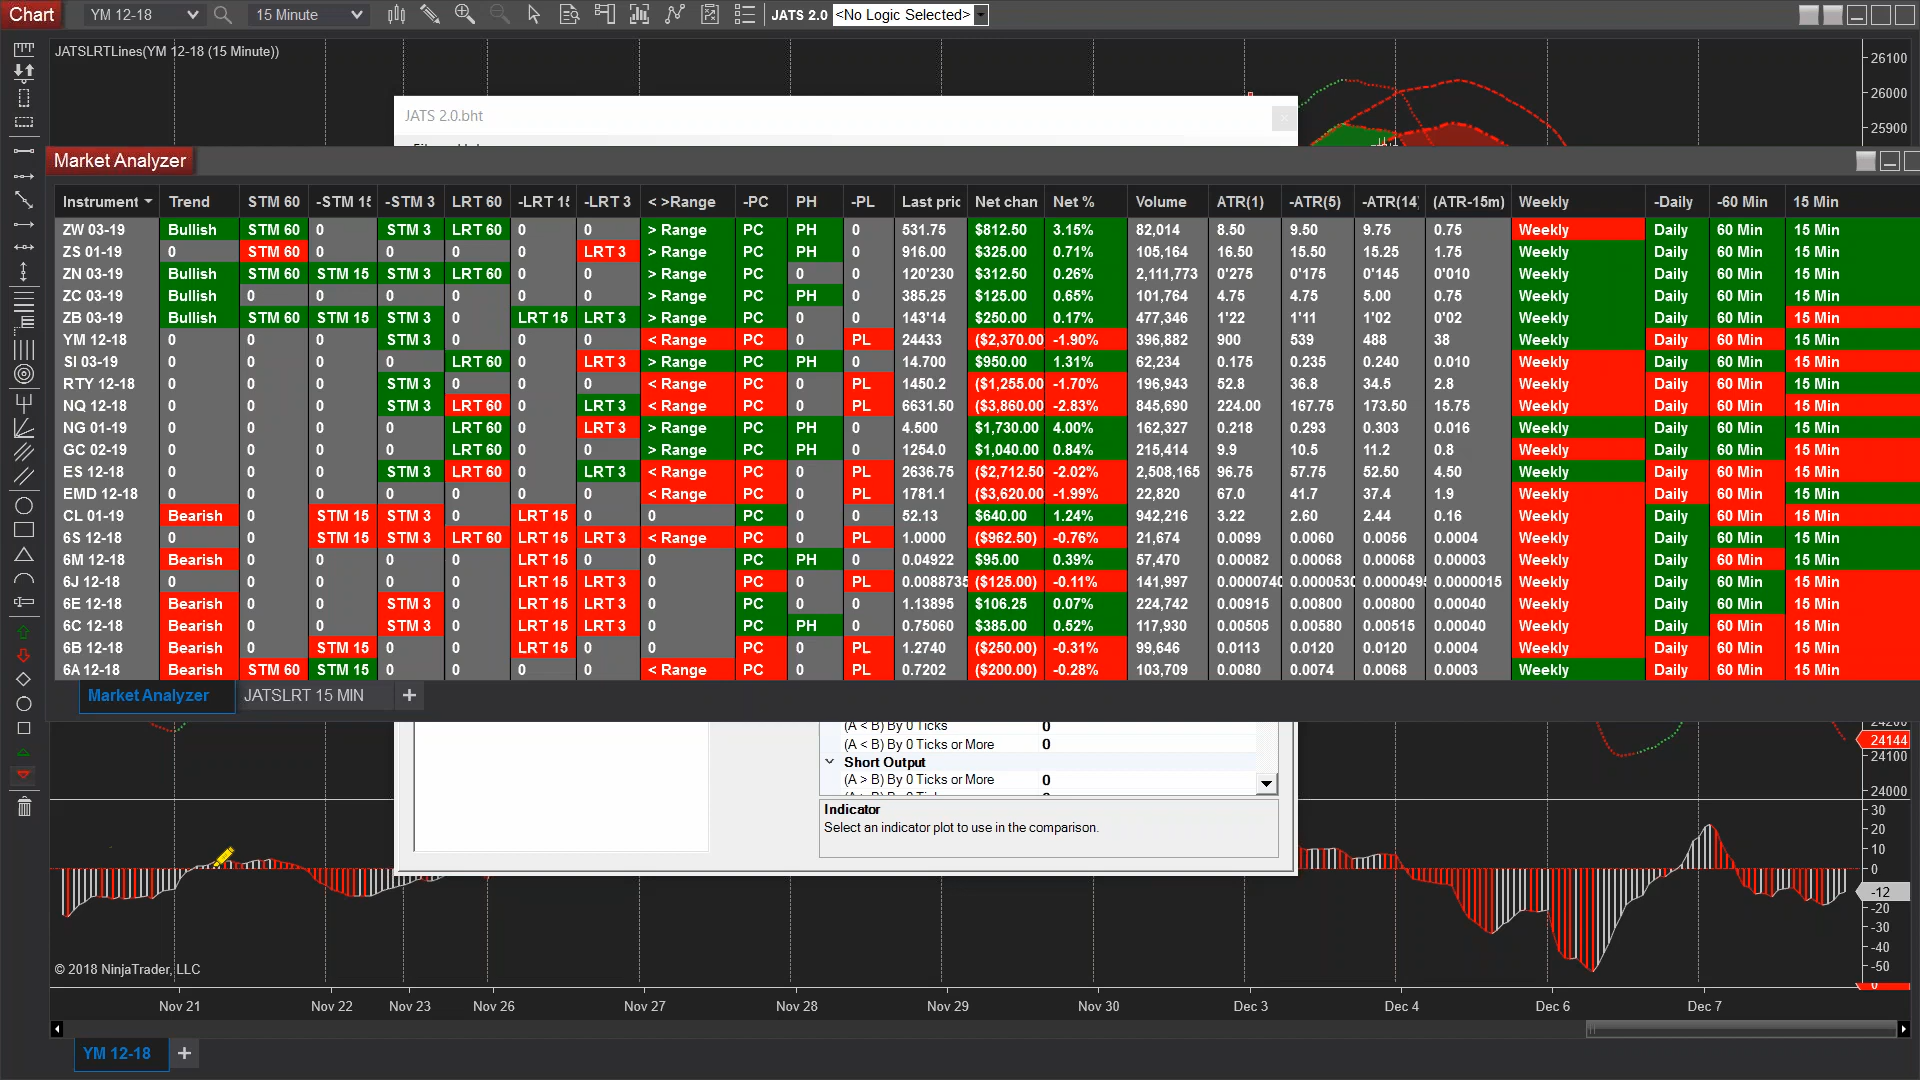 Chart YM 12-18 15 Minute JATS 2.0 <No Logic Selected>
JATSLRTLines(YM 12-18 (15 Minute))
26100
26000
25900
JATS 2.0.bht
Market Analyzer
Instrument Trend STM 60 -STM 15 -STM 3 LRT 60 -LRT 1 -LRT 3 < >Range -PC PH -PL Last pric Net chan Net % Volume ATR(1) -ATR(5) -ATR(14 (ATR-15m) Weekly -Daily -60 Min 15 Min
ZW 03-19 Bullish STM 60 0 STM 3 LRT 60 0 0 > Range PC PH 0 531.75 $812.50 3.15% 82,014 8.50 9.50 9.75 0.75 Weekly Daily 60 Min 15 Min
ZS 01-19 0 STM 60 0 0 0 0 LRT 3 > Range PC PH 0 916.00 $325.00 0.71% 105,164 16.50 15.50 15.25 1.75 Weekly Daily 60 Min 15 Min
ZN 03-19 Bullish STM 60 STM 15 STM 3 LRT 60 0 0 > Range PC 0 0 120'230 $312.50 0.26% 2,111,773 0'275 0'175 0'145 0'010 Weekly Daily 60 Min 15 Min
ZC 03-19 Bullish 0 0 0 0 0 0 > Range PC PH 0 385.25 $125.00 0.65% 101,764 4.75 4.75 5.00 0.75 Weekly Daily 60 Min 15 Min
ZB 03-19 Bullish STM 60 STM 15 STM 3 0 LRT 15 LRT 3 > Range PC 0 0 143'14 $250.00 0.17% 477,346 1'22 1'11 1'02 0'02 Weekly Daily 60 Min 15 Min
YM 12-18 0 0 0 STM 3 0 0 0 < Range PC 0 PL 24433 ($2,370.00 -1.90% 396,882 900 539 488 38 Weekly Daily 60 Min 15 Min
SI 03-19 0 0 0 0 LRT 60 0 LRT 3 > Range PC PH 0 14.700 $950.00 1.31% 62,234 0.175 0.235 0.240 0.010 Weekly Daily 60 Min 15 Min
RTY 12-18 0 0 0 STM 3 0 0 0 < Range PC 0 PL 1450.2 ($1,255.00 -1.70% 196,943 52.8 36.8 34.5 2.8 Weekly Daily 60 Min 15 Min
NQ 12-18 0 0 0 STM 3 LRT 60 0 LRT 3 < Range PC 0 PL 6631.50 ($3,860.00 -2.83% 845,690 224.00 167.75 173.50 15.75 Weekly Daily 60 Min 15 Min
NG 01-19 0 0 0 0 LRT 60 0 LRT 3 > Range PC PH 0 4.500 $1,730.00 4.00% 162,327 0.218 0.293 0.303 0.016 Weekly Daily 60 Min 15 Min
GC 02-19 0 0 0 0 LRT 60 0 0 > Range PC PH 0 1254.0 $1,040.00 0.84% 215,414 9.9 10.5 11.2 0.8 Weekly Daily 60 Min 15 Min
ES 12-18 0 0 0 STM 3 LRT 60 0 LRT 3 < Range PC 0 PL 2636.75 ($2,712.50 -2.02% 2,508,165 96.75 57.75 52.50 4.50 Weekly Daily 60 Min 15 Min
EMD 12-18 0 0 0 0 0 0 0 < Range PC 0 PL 1781.1 ($3,620.00 -1.99% 22,820 67.0 41.7 37.4 1.9 Weekly Daily 60 Min 15 Min
CL 01-19 Bearish 0 STM 15 STM 3 0 LRT 15 0 0 PC 0 0 52.13 $640.00 1.24% 942,216 3.22 2.60 2.44 0.16 Weekly Daily 60 Min 15 Min
6S 12-18 0 0 STM 15 STM 3 LRT 60 LRT 15 LRT 3 < Range PC 0 PL 1.0000 ($962.50) -0.76% 21,674 0.0099 0.0060 0.0056 0.0004 Weekly Daily 60 Min 15 Min
6M 12-18 Bearish 0 0 0 0 LRT 15 0 0 PC PH 0 0.04922 $95.00 0.39% 57,470 0.00082 0.00068 0.00068 0.00003 Weekly Daily 60 Min 15 Min
6J 12-18 0 0 0 0 0 LRT 15 LRT 3 0 PC 0 PL 0.0088735 ($125.00) -0.11% 141,997 0.0000740 0.0000530 0.0000495 0.0000015 Weekly Daily 60 Min 15 Min
6E 12-18 Bearish 0 0 STM 3 0 LRT 15 LRT 3 0 PC 0 0 1.13895 $106.25 0.07% 224,742 0.00915 0.00800 0.00800 0.00040 Weekly Daily 60 Min 15 Min
6C 12-18 Bearish 0 0 STM 3 0 LRT 15 LRT 3 0 PC PH 0 0.75060 $385.00 0.52% 117,930 0.00505 0.00580 0.00515 0.00040 Weekly Daily 60 Min 15 Min
6B 12-18 Bearish 0 STM 15 0 0 LRT 15 0 0 PC 0 PL 1.2740 ($250.00) -0.31% 99,646 0.0113 0.0120 0.0120 0.0004 Weekly Daily 60 Min 15 Min
6A 12-18 Bearish STM 60 STM 15 0 0 0 0 < Range PC 0 PL 0.7202 ($200.00) -0.28% 103,709 0.0080 0.0074 0.0068 0.0003 Weekly Daily 60 Min 15 Min
Market Analyzer JATSLRT 15 MIN +
(A < B) By 0 Ticks 0
(A < B) By 0 Ticks or More 0
Short Output
(A > B) By 0 Ticks or More 0
Indicator
Select an indicator plot to use in the comparison.
24144
24100
24000
30
20
10
0
-12
-20
-30
-40
-50
© 2018 NinjaTrader, LLC
Nov 21 Nov 22 Nov 23 Nov 26 Nov 27 Nov 28 Nov 29 Nov 30 Dec 3 Dec 4 Dec 6 Dec 7
YM 12-18 +